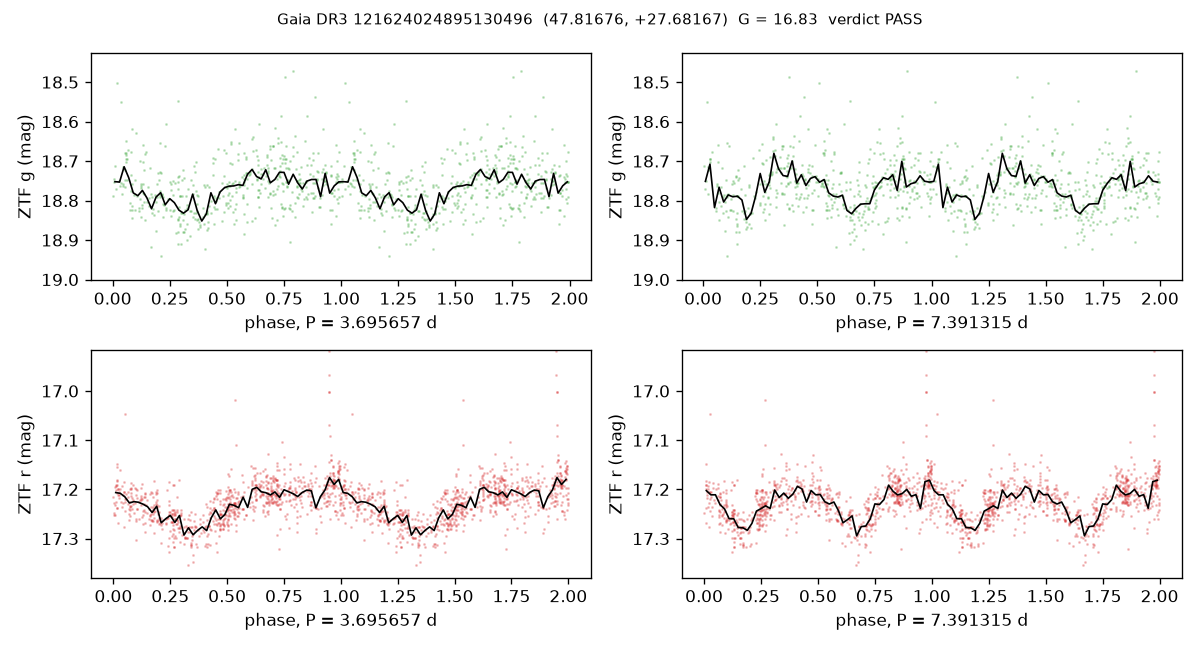 Gaia DR3 121624024895130496  (47.81676, +27.68167)  G = 16.83  verdict PASS
ZTF g (mag)
18.5
18.6
18.7
18.8
18.9
19.0
0.00 0.25 0.50 0.75 1.00 1.25 1.50 1.75 2.00
phase, P = 3.695657 d
ZTF g (mag)
18.5
18.6
18.7
18.8
18.9
19.0
0.00 0.25 0.50 0.75 1.00 1.25 1.50 1.75 2.00
phase, P = 7.391315 d
ZTF r (mag)
17.0
17.1
17.2
17.3
0.00 0.25 0.50 0.75 1.00 1.25 1.50 1.75 2.00
phase, P = 3.695657 d
ZTF r (mag)
17.0
17.1
17.2
17.3
0.00 0.25 0.50 0.75 1.00 1.25 1.50 1.75 2.00
phase, P = 7.391315 d